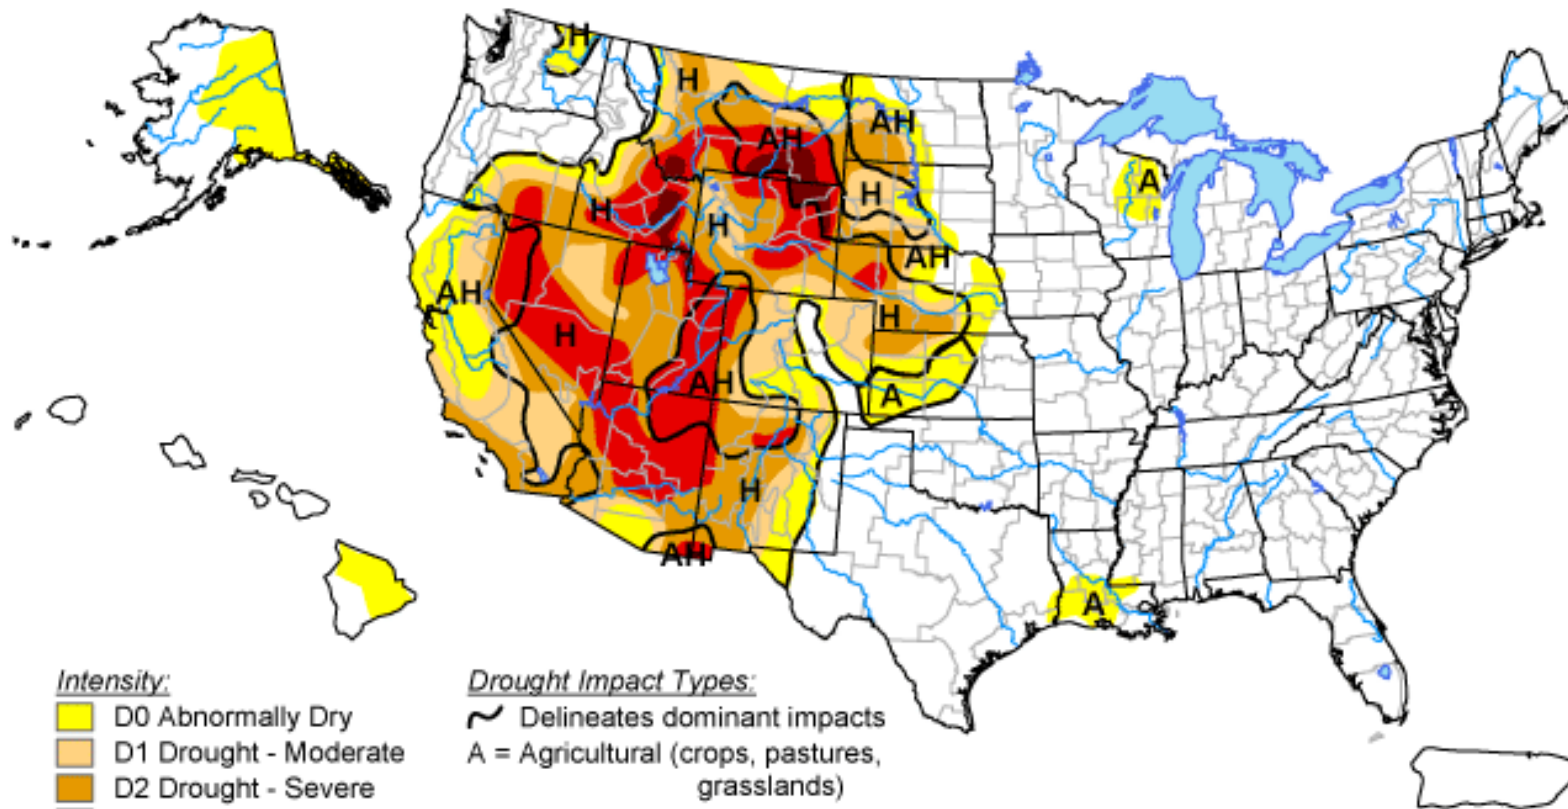 H
H
AH
AH
A
H
H
H
AH
AH
H
H
AH
A
H
AH
A
Intensity:
D0 Abnormally Dry
D1 Drought - Moderate
D2 Drought - Severe
Drought Impact Types:
Delineates dominant impacts
A = Agricultural (crops, pastures,
grasslands)